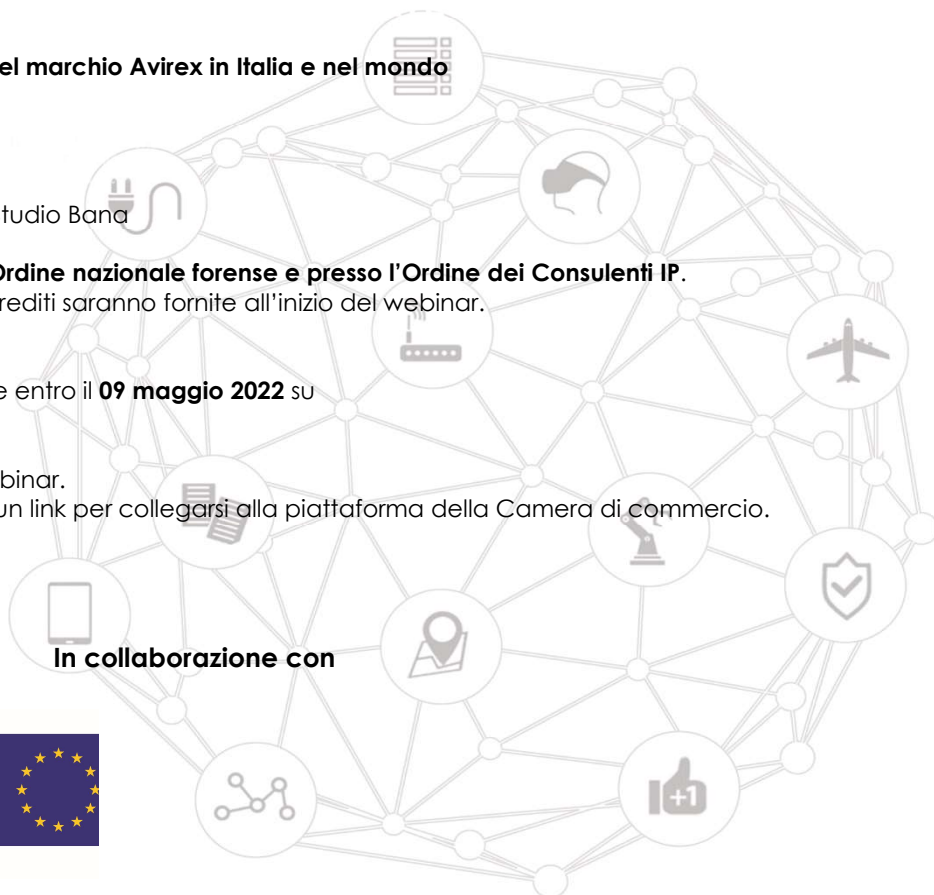 el marchio Avirex in Italia e nel mondo
tudio Bana
Ordine nazionale forense e presso l'Ordine dei Consulenti IP.
rediti saranno fornite all'inizio del webinar.
e entro il 09 maggio 2022 su
binar.
un link per collegarsi alla piattaforma della Camera di commercio.
In collaborazione con
+1